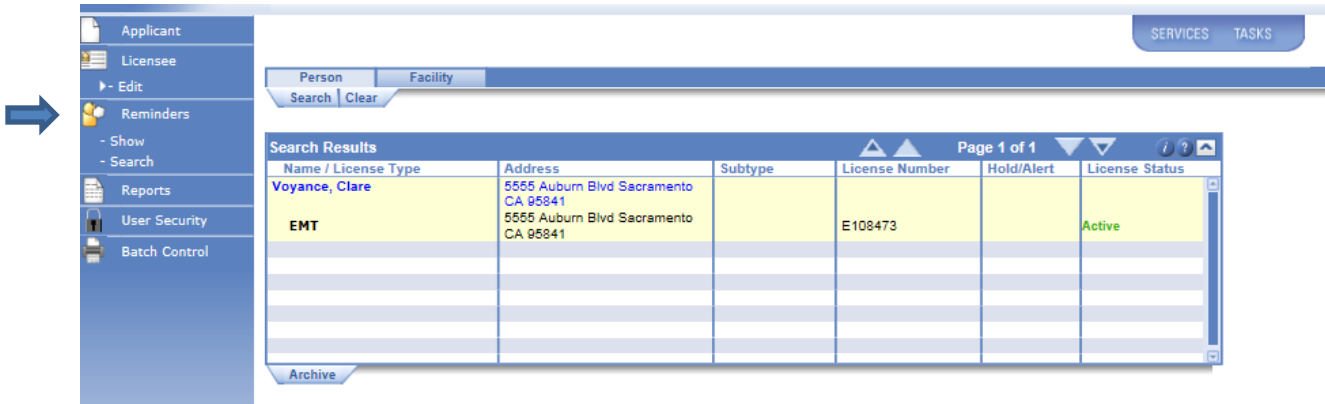 Applicant
Licensee
- Edit
Reminders
- Show
- Search
Reports
User Security
Batch Control
SERVICES TASKS
Person Facility
Search Clear
Search Results Page 1 of 1
Name / License Type Address Subtype License Number Hold/Alert License Status
Voyance, Clare 5555 Auburn Blvd Sacramento
CA 95841
EMT 5555 Auburn Blvd Sacramento E108473 Active
CA 95841
Archive